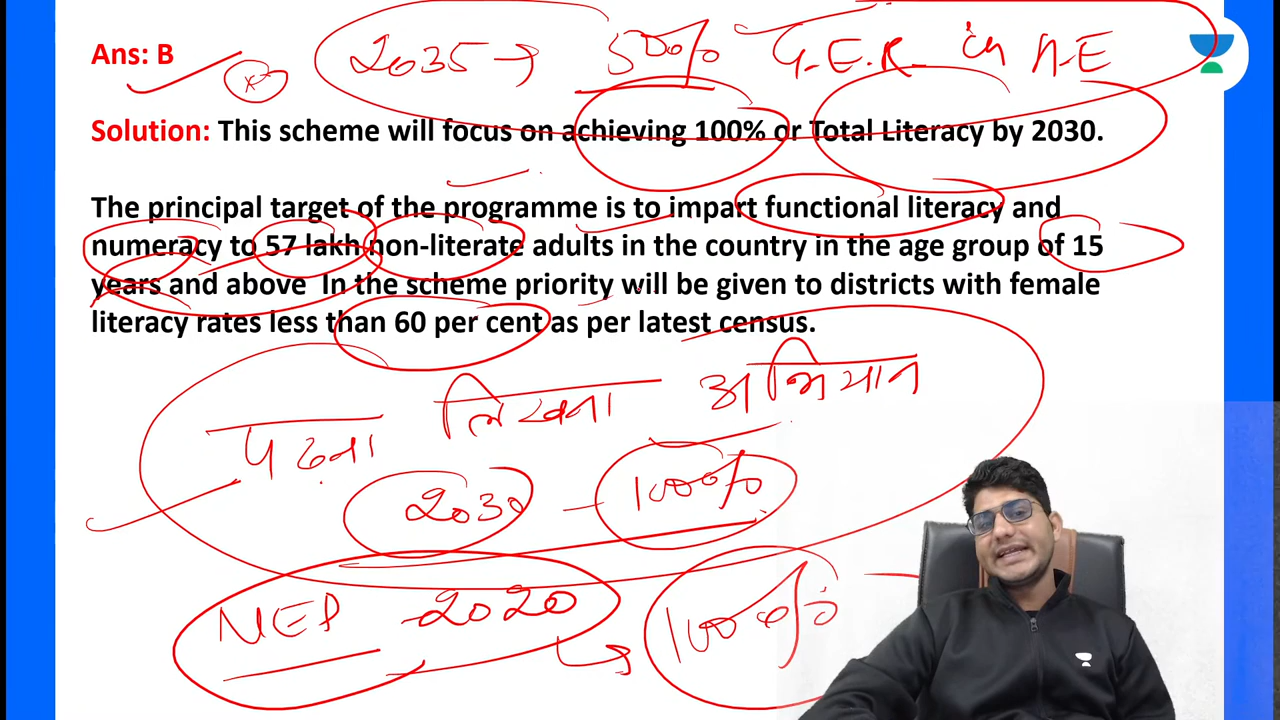 2035 → 50% G.E.R. in H.E
Ans: B
Solution: This scheme will focus on achieving 100% or Total Literacy by 2030.
The principal target of the programme is to impart functional literacy and
numeracy to 57 lakh non-literate adults in the country in the age group of 15
years and above In the scheme priority will be given to districts with female
literacy rates less than 60 per cent as per latest census.
पढना लिखना अभियान
2030 - 100%
NEP - 2020
100%